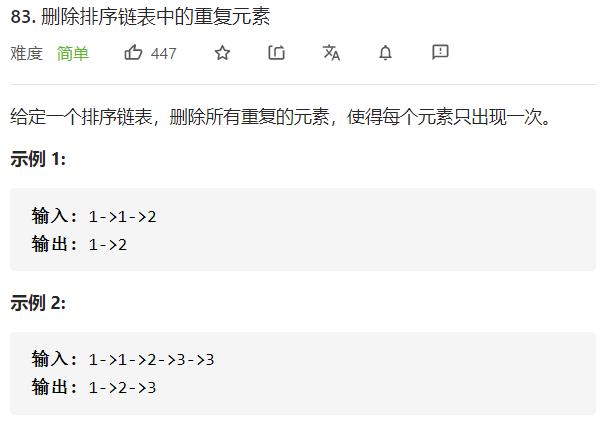 83. 删除排序链表中的重复元素
难度 简单 447
给定一个排序链表，删除所有重复的元素，使得每个元素只出现一次。
示例 1:
输入: 1->1->2
输出: 1->2
示例 2:
输入: 1->1->2->3->3
输出: 1->2->3